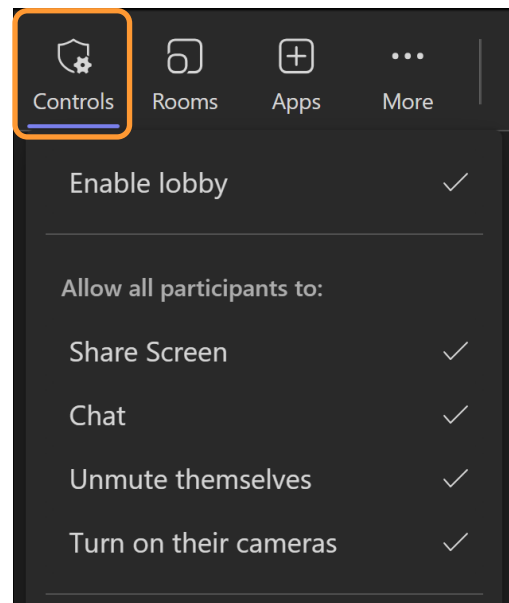 Controls Rooms Apps More
Enable lobby
Allow all participants to:
Share Screen
Chat
Unmute themselves
Turn on their cameras